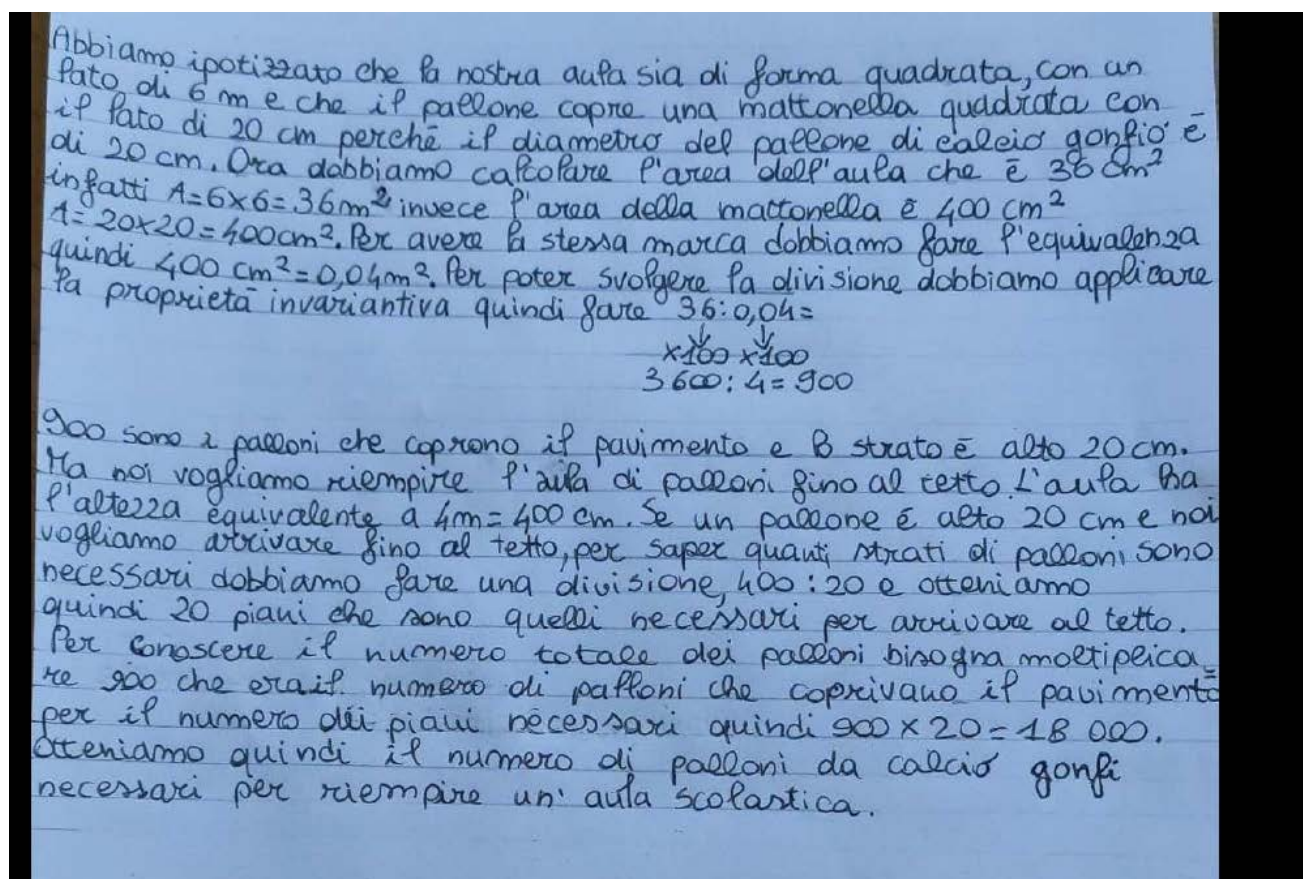 Abbiamo ipotizzato che la nostra aula sia di forma quadrata, con un
lato di 6 m e che il pallone copre una mattonella quadrata con
il lato di 20 cm perchē il diametro del pallone di calcio gonfio ē
di 20 cm. Ora dobbiamo calcolare l'area dell'aula che ē 36 cm²
infatti A=6×6=36m² invece l'area della mattonella ē 400 cm²
A=20×20=400cm². Per avere la stessa marca dobbiamo fare l'equivalenza
quindi 400 cm²=0,04m². Per poter svolgere la divisione dobbiamo applicare
la proprietā invariantiva quindi fare 36:0,04=
×100 ×100
3600:4=900
900 sono i palloni che coprono il pavimento e lo strato ē alto 20 cm.
Ma noi vogliamo riempire l'aula di palloni fino al tetto. L'aula ha
l'altezza equivalente a 4m=400 cm. Se un pallone ē alto 20 cm e noi
vogliamo arrivare fino al tetto, per saper quanti strati di palloni sono
necessari dobbiamo fare una divisione, 400:20 e otteniamo
quindi 20 piani che sono quelli necessari per arrivare al tetto.
Per conoscere il numero totale dei palloni bisogna moltiplica=
re 900 che era il numero di palloni che coprivano il pavimento
per il numero dei piani necessari quindi 900×20=18 000.
Otteniamo quindi il numero di palloni da calcio gonfi
necessari per riempire un' aula scolastica.